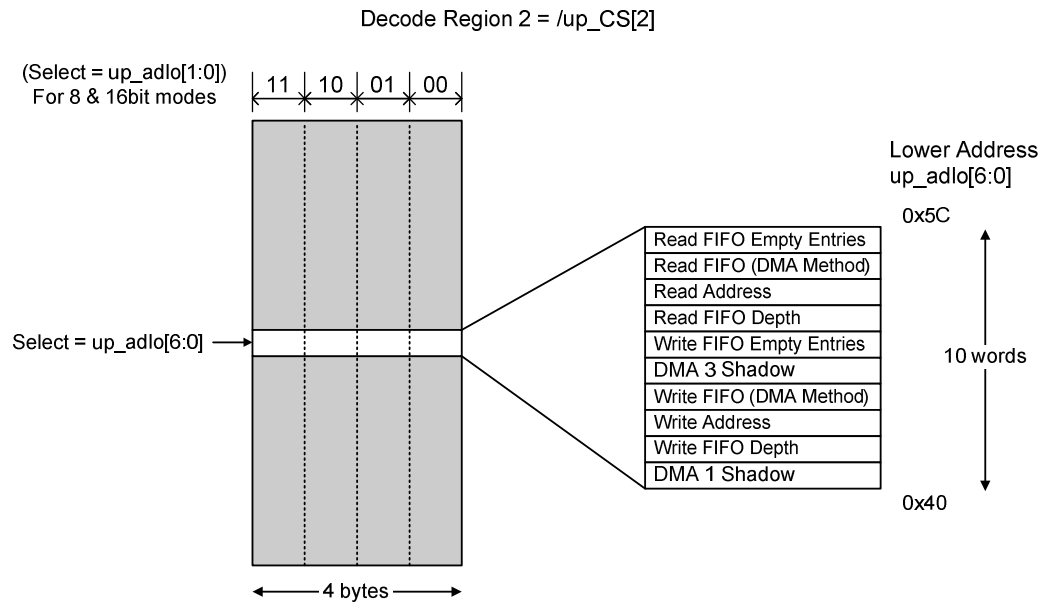 Decode Region 2 = /up_CS[2]
(Select = up_adlo[1:0])
For 8 & 16bit modes
11 10 01 00
Lower Address
up_adlo[6:0]
0x5C
Read FIFO Empty Entries
Read FIFO (DMA Method)
Read Address
Read FIFO Depth
Write FIFO Empty Entries
DMA 3 Shadow
Write FIFO (DMA Method)
Write Address
Write FIFO Depth
DMA 1 Shadow
Select = up_adlo[6:0]
10 words
0x40
4 bytes